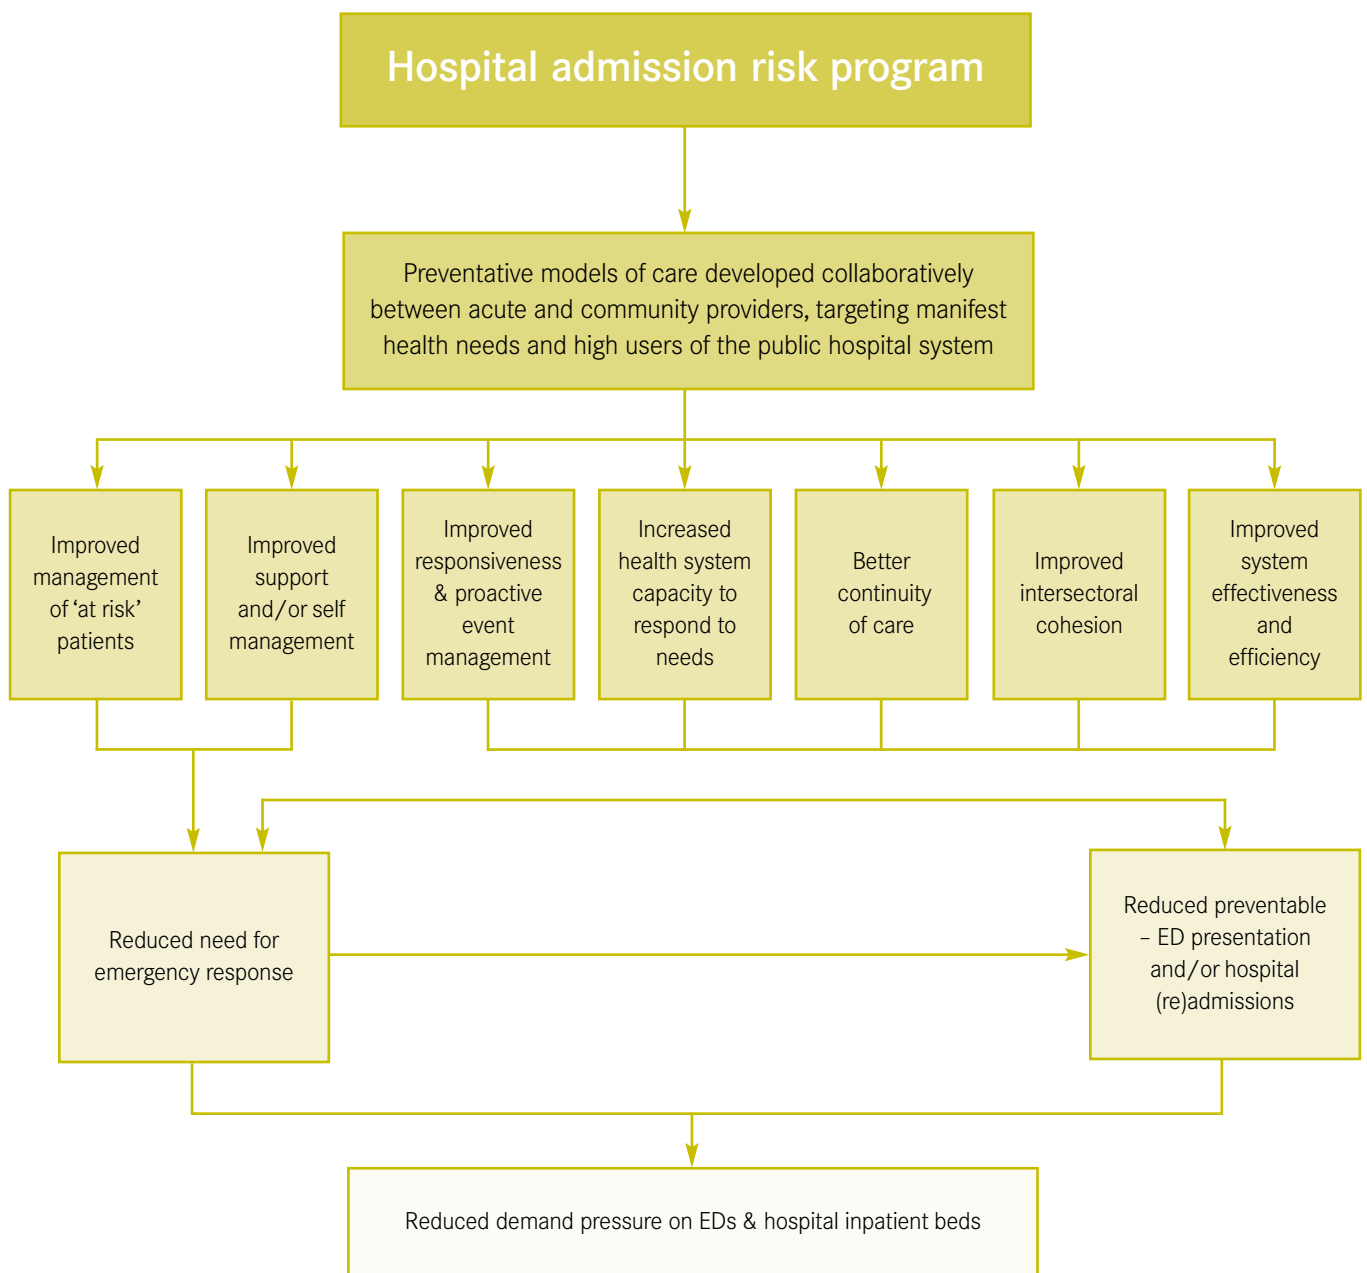 Hospital admission risk program
Preventative models of care developed collaboratively
between acute and community providers, targeting manifest
health needs and high users of the public hospital system
Improved
management
of ‘at risk’
patients
Improved
support
and/or self
management
Improved
responsiveness
& proactive
event
management
Increased
health system
capacity to
respond to
needs
Better
continuity
of care
Improved
intersectoral
cohesion
Improved
system
effectiveness
and
efficiency
Reduced need for
emergency response
Reduced preventable
– ED presentation
and/or hospital
(re)admissions
Reduced demand pressure on EDs & hospital inpatient beds